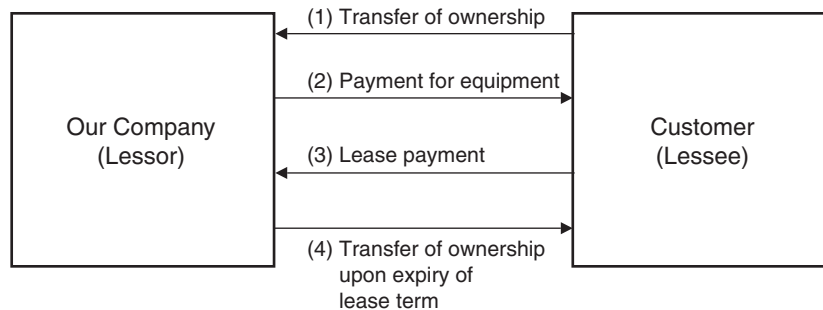 (1) Transfer of ownership
(2) Payment for equipment
Our Company
(Lessor)
Customer
(Lessee)
(3) Lease payment
(4) Transfer of ownership
upon expiry of
lease term